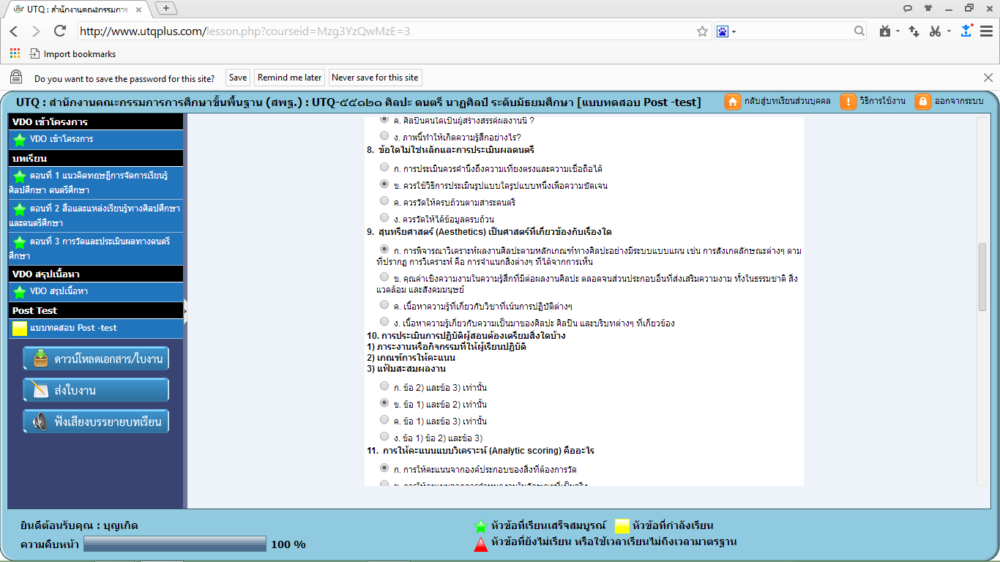 UTQ : สำนักงานคณะกรรมการ
http://www.utqplus.com/lesson.php?courseid=Mzg3YzQwMzE=3
Import bookmarks
Do you want to save the password for this site? Save Remind me later Never save for this site
UTQ : สำนักงานคณะกรรมการการศึกษาขั้นพื้นฐาน (สพฐ.) : UTQ-๕๕๑๒๑ ศิลปะ ดนตรี นาฏศิลป์ ระดับมัธยมศึกษา [แบบทดสอบ Post -test]
กลับสู่บทเรียนส่วนบุคคล วิธีการใช้งาน ออกจากระบบ
VDO เข้าโครงการ
VDO เข้าโครงการ
บทเรียน
ตอนที่ 1 แนวคิดทฤษฎีการจัดการเรียนรู้
ศิลปศึกษา ดนตรีศึกษา
ตอนที่ 2 สื่อและแหล่งเรียนรู้ทางศิลปศึกษา
และดนตรีศึกษา
ตอนที่ 3 การวัดและประเมินผลทางดนตรี
ศึกษา
VDO สรุปเนื้อหา
VDO สรุปเนื้อหา
Post Test
แบบทดสอบ Post -test
ดาวน์โหลดเอกสาร/ใบงาน
ส่งใบงาน
ฟังเสียงบรรยายบทเรียน
ค. ศิลปินคนใดเป็นผู้สร้างสรรค์ผลงานนี้ ?
ง. ภาพนี้ทำให้เกิดความรู้สึกอย่างไร?
8. ข้อใดไม่ใช่หลักและการประเมินผลดนตรี
ก. การประเมินควรคำนึงถึงความเที่ยงตรงและความเชื่อถือได้
ข. ควรใช้วิธีการประเมินรูปแบบใดรูปแบบหนึ่งเพื่อความชัดเจน
ค. ควรวัดให้ครบถ้วนตามสาระดนตรี
ง. ควรวัดให้ได้ข้อมูลครบถ้วน
9. สุนทรียศาสตร์ (Aesthetics) เป็นศาสตร์ที่เกี่ยวข้องกับเรื่องใด
ก. การพิจารณาวิเคราะห์ผลงานศิลปะตามหลักเกณฑ์ทางศิลปะอย่างมีระบบแบบแผน เช่น การสังเกตลักษณะต่างๆ ตาม
ที่ปรากฏ การวิเคราะห์ คือ การจำแนกสิ่งต่างๆ ที่ได้จากการเห็น
ข. คุณค่าเชิงความงามในความรู้สึกที่มีต่อผลงานศิลปะ ตลอดจนส่วนประกอบอื่นที่ส่งเสริมความงาม ทั้งในธรรมชาติ สิ่ง
แวดล้อม และสังคมมนุษย์
ค. เนื้อหาความรู้ที่เกี่ยวกับวิชาที่เน้นการปฏิบัติต่างๆ
ง. เนื้อหาความรู้เกี่ยวกับความเป็นมาของศิลปะ ศิลปิน และบริบทต่างๆ ที่เกี่ยวข้อง
10. การประเมินการปฏิบัติผู้สอนต้องเตรียมสิ่งใดบ้าง
1) ภาระงานหรือกิจกรรมที่ให้ผู้เรียนปฏิบัติ
2) เกณฑ์การให้คะแนน
3) แฟ้มสะสมผลงาน
ก. ข้อ 2) และข้อ 3) เท่านั้น
ข. ข้อ 1) และข้อ 2) เท่านั้น
ค. ข้อ 1) และข้อ 3) เท่านั้น
ง. ข้อ 1) ข้อ 2) และข้อ 3)
11. การให้คะแนนแบบวิเคราะห์ (Analytic scoring) คืออะไร
ก. การให้คะแนนจากองค์ประกอบของสิ่งที่ต้องการวัด
ยินดีต้อนรับคุณ : บุญเกิด
ความคืบหน้า 100 %
หัวข้อที่เรียนเสร็จสมบูรณ์ หัวข้อที่กำลังเรียน
หัวข้อที่ยังไม่เรียน หรือใช้เวลาเรียนไม่ถึงเวลามาตรฐาน